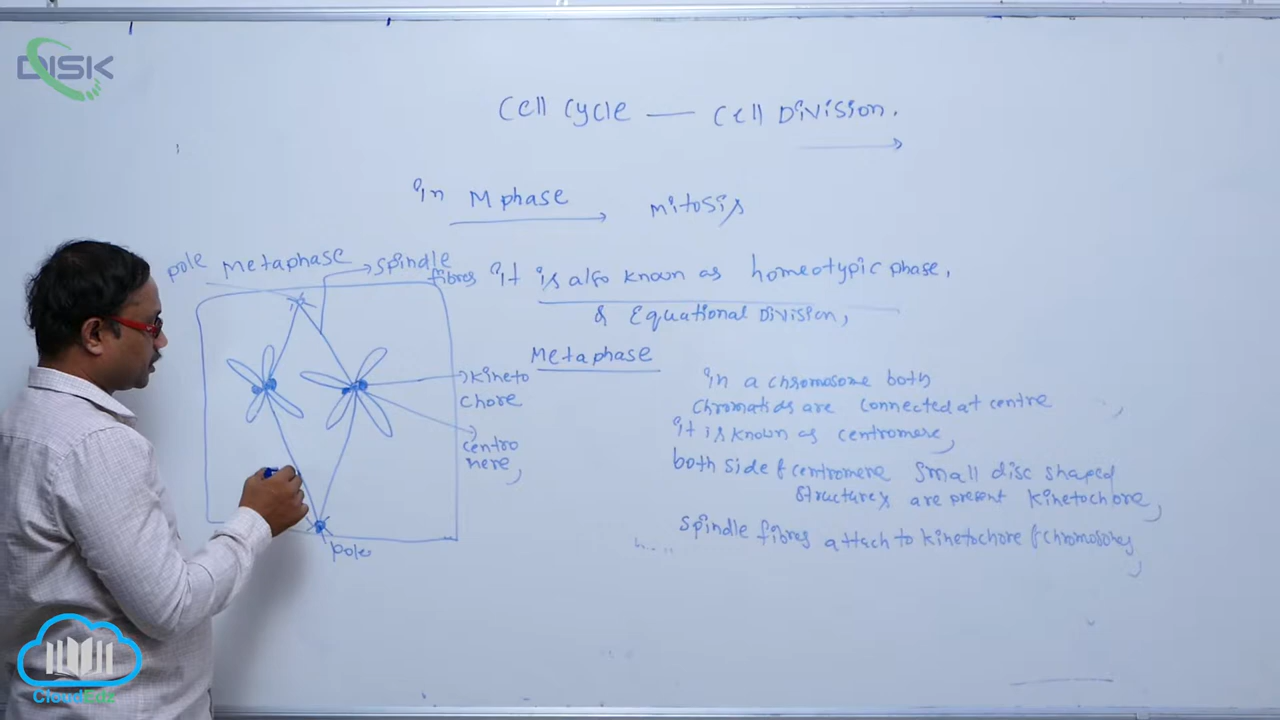 DISK
Cell Cycle — Cell Division.
in M phase → mitosis
pole Metaphase → spindle
fibres
it is also known as homeotypic phase,
& Equational Division,
Metaphase
→ kineto
chore
centro
mere,
pole
in a chromosome both
chromatids are connected at centre
it is known as centromere,
both side of centromere small disc shaped
structures are present kinetochore,
spindle fibres attach to kinetochore of chromosomes,
CloudEdz